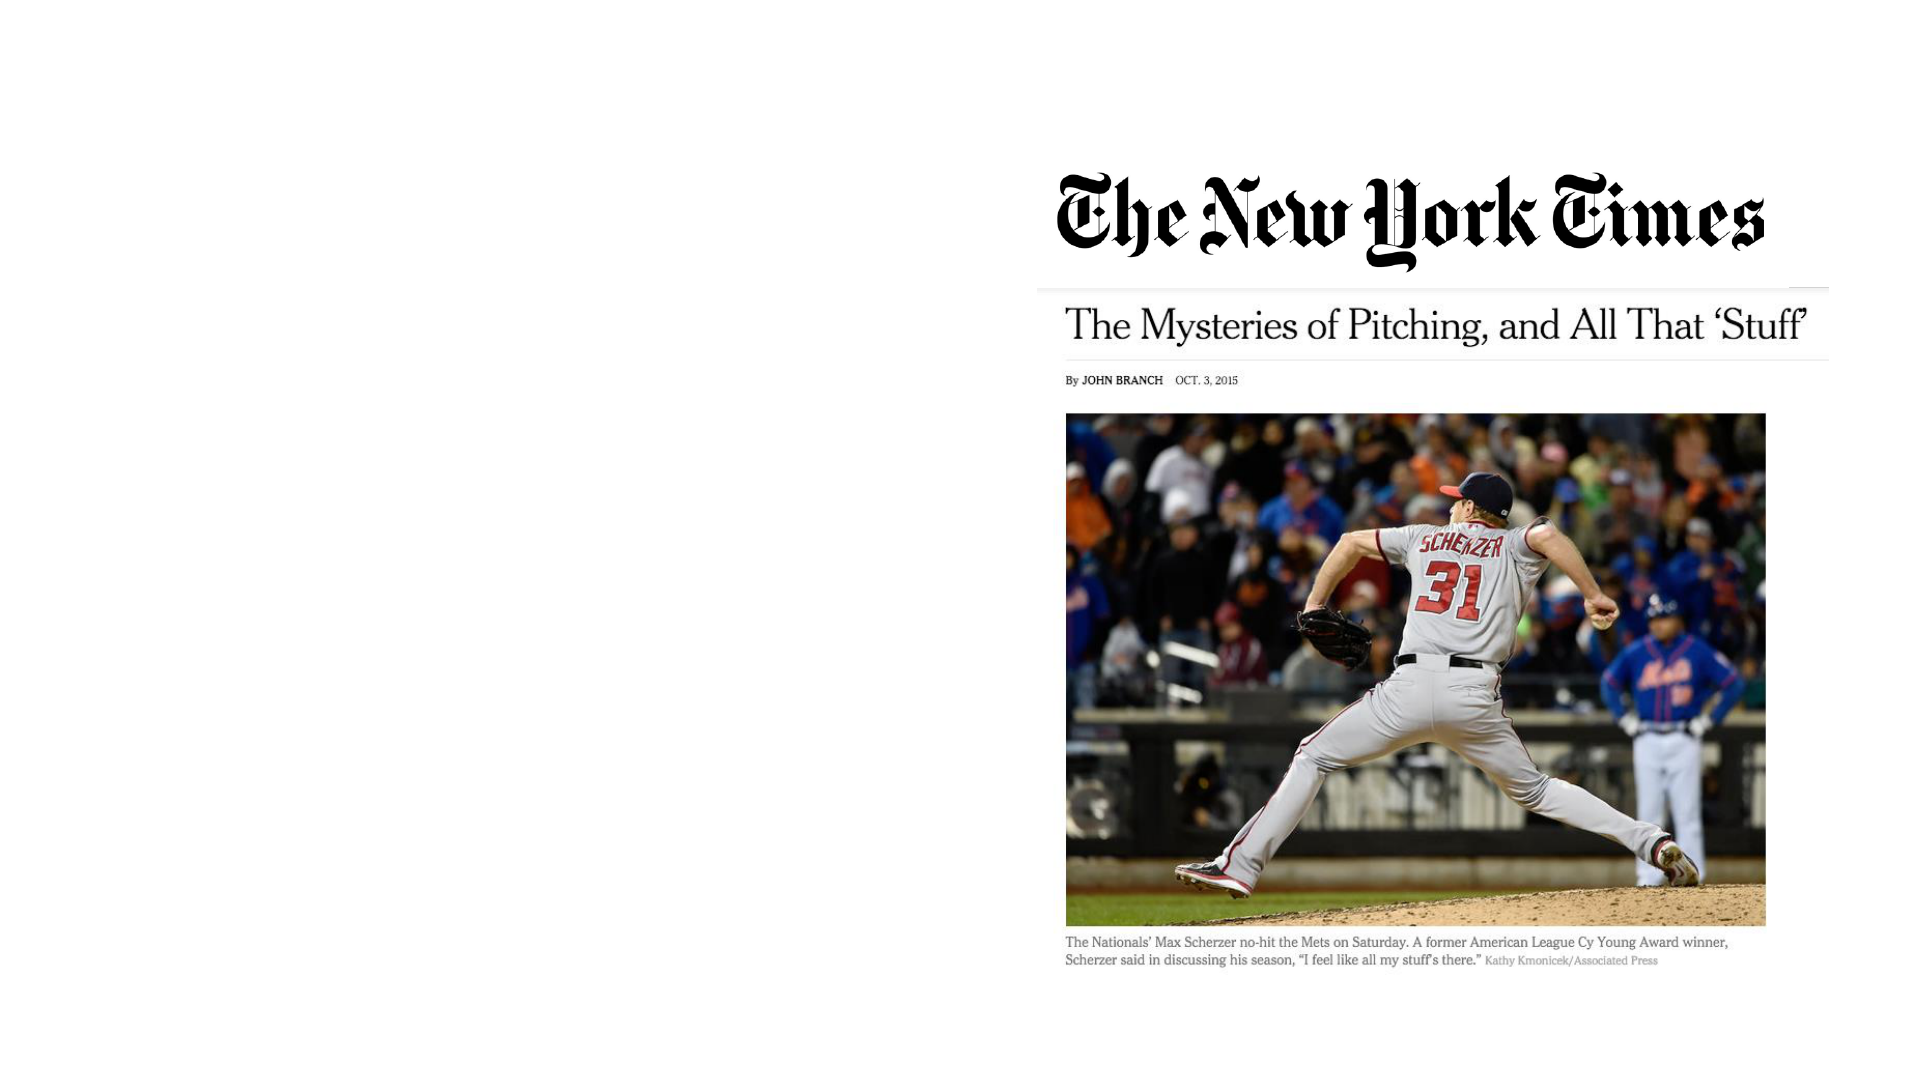 The New York Times
The Mysteries of Pitching, and All That ‘Stuff’
By JOHN BRANCH OCT. 3, 2015
SCHERZER
31
Mets
The Nationals’ Max Scherzer no-hit the Mets on Saturday. A former American League Cy Young Award winner,
Scherzer said in discussing his season, “I feel like all my stuff’s there.” Kathy Kmonicek/Associated Press